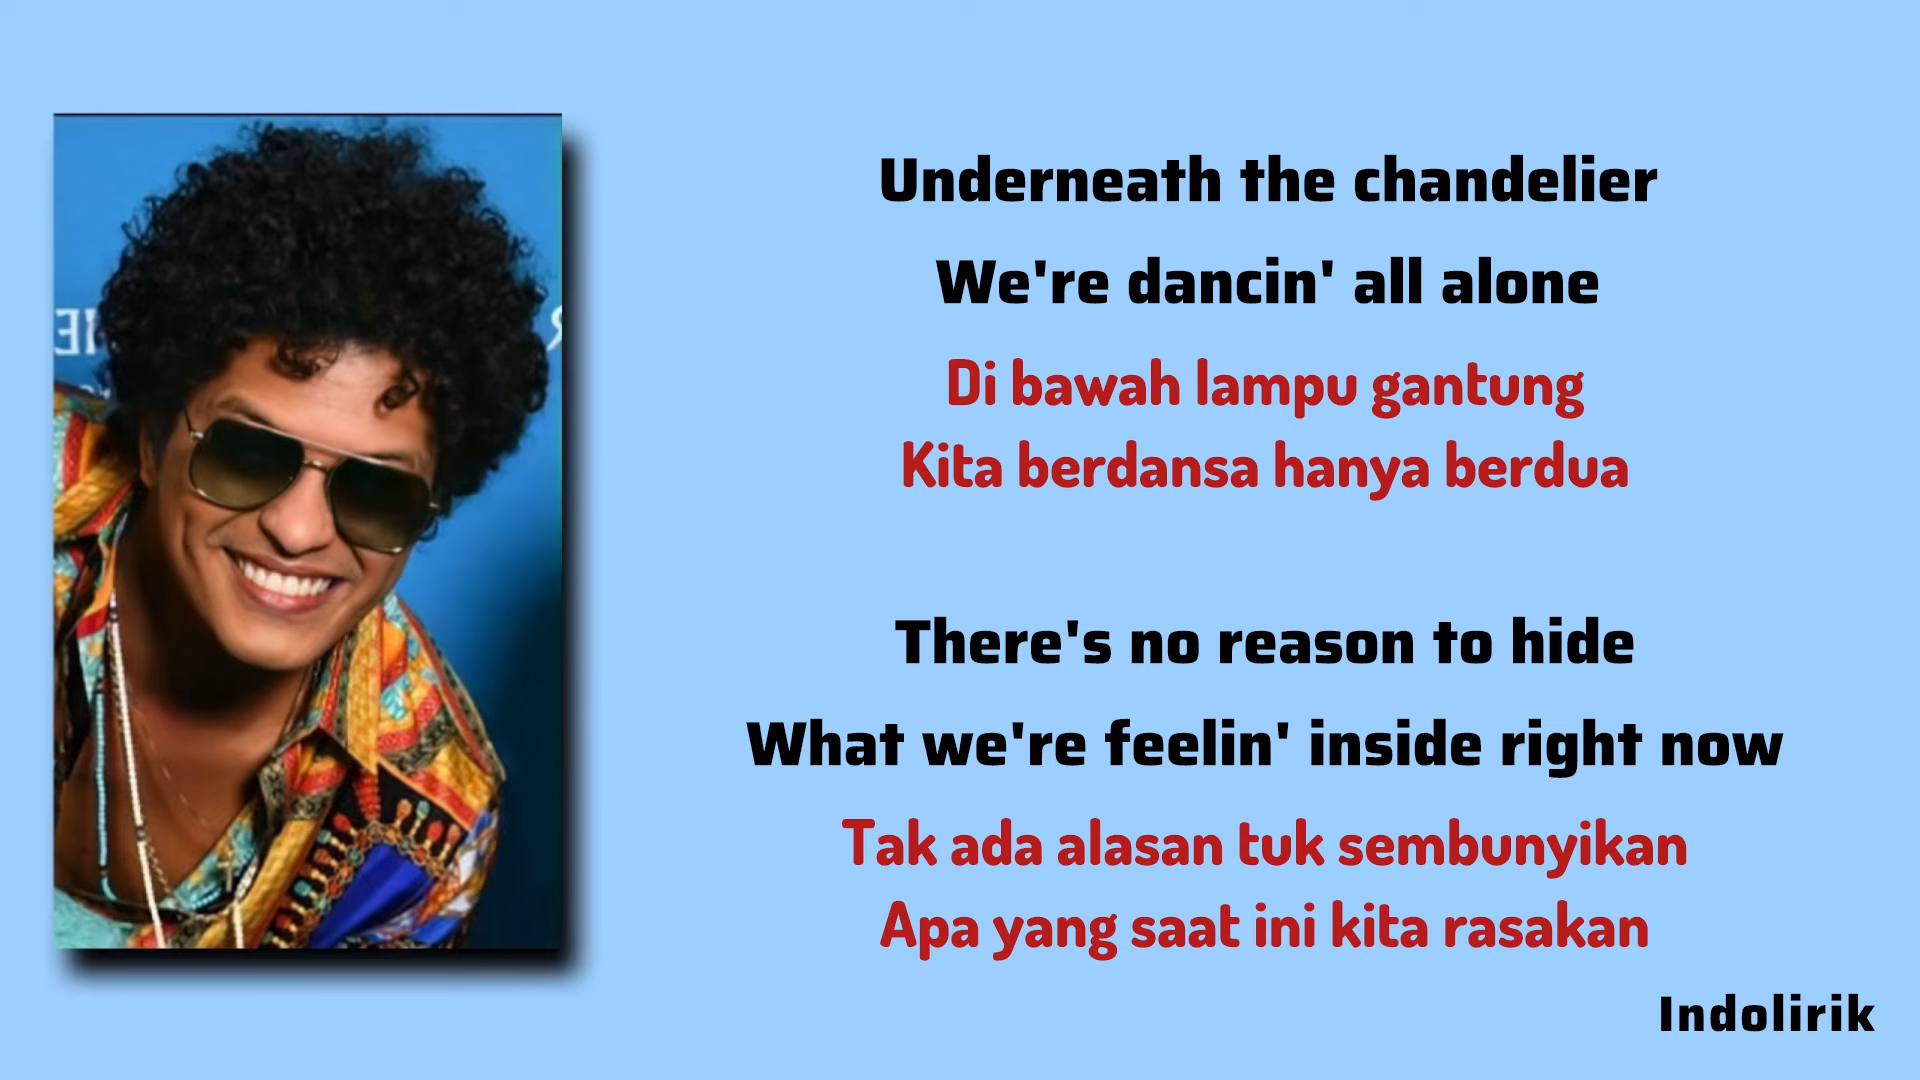 Underneath the chandelier
We're dancin' all alone
Di bawah lampu gantung
Kita berdansa hanya berdua
There's no reason to hide
What we're feelin' inside right now
Tak ada alasan tuk sembunyikan
Apa yang saat ini kita rasakan
Indolirik